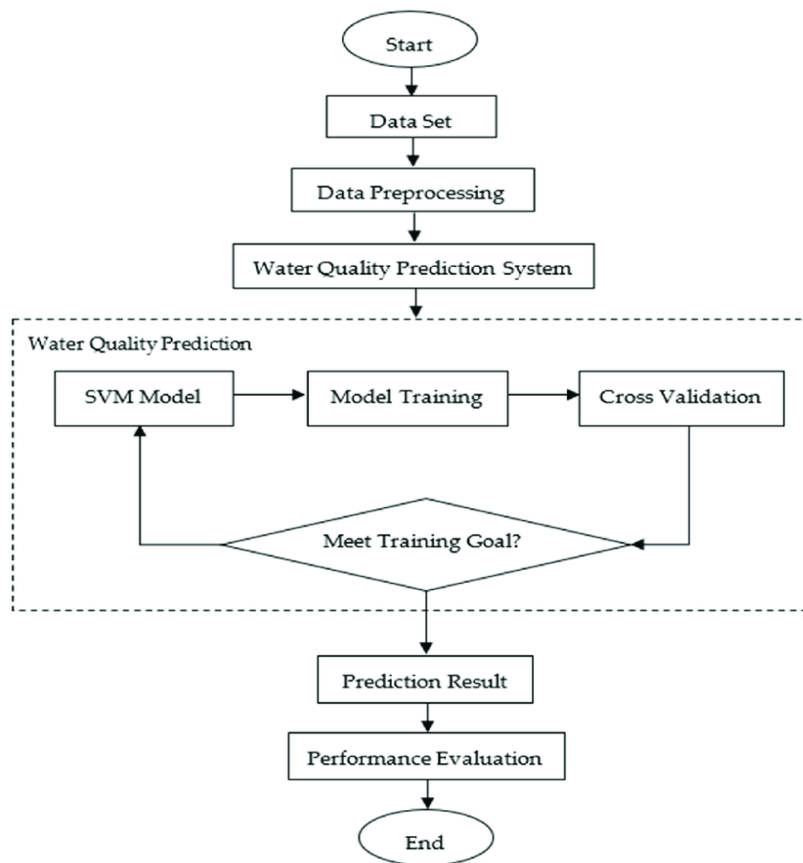 Start
Data Set
Data Preprocessing
Water Quality Prediction System
Water Quality Prediction
SVM Model
Model Training
Cross Validation
Meet Training Goal?
Prediction Result
Performance Evaluation
End